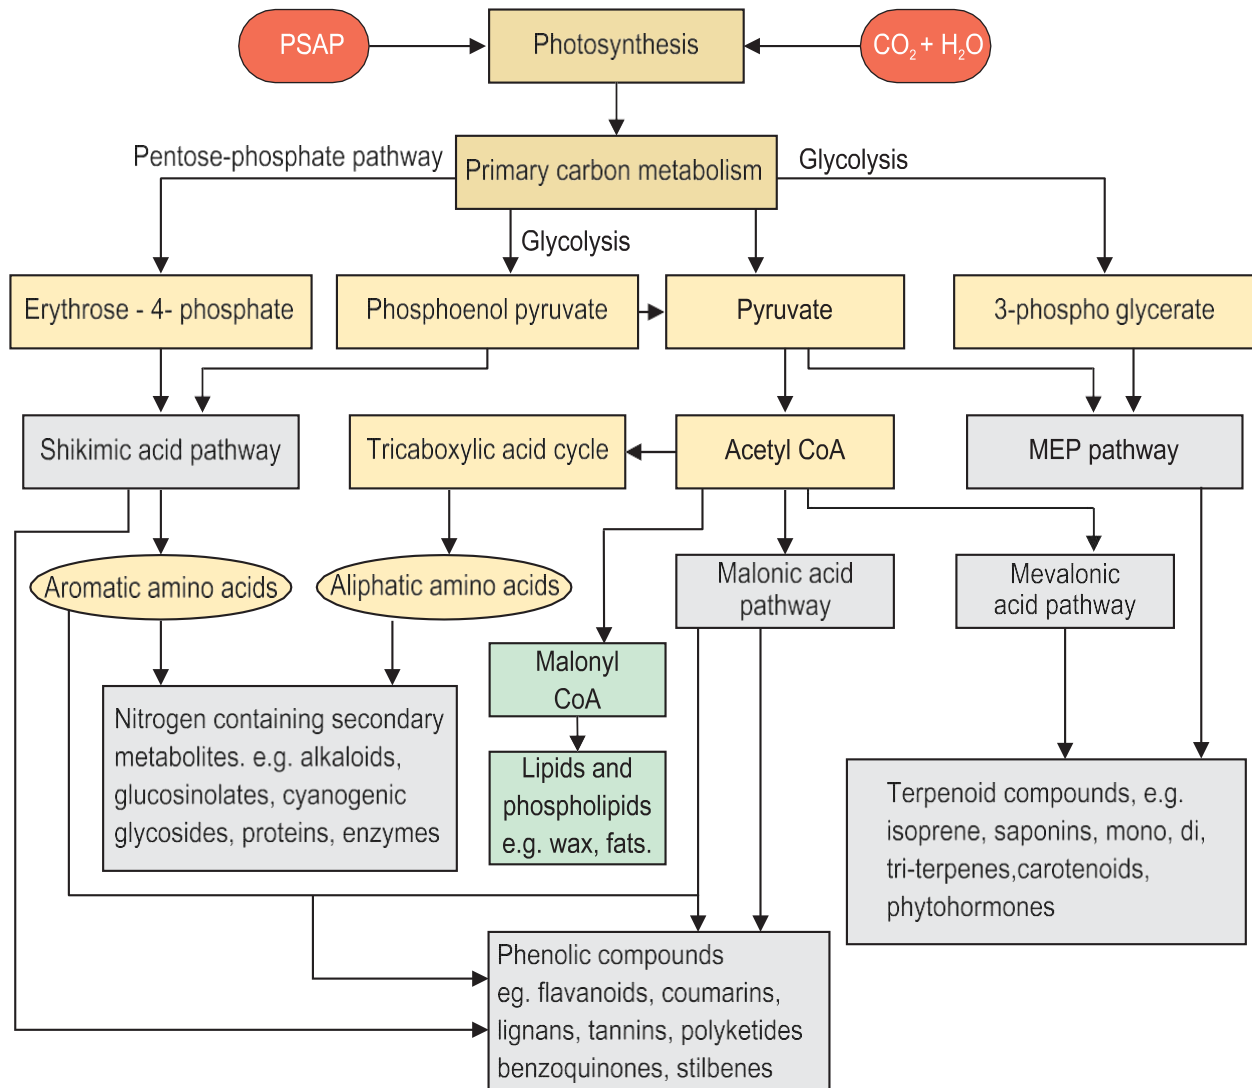 PSAP
Photosynthesis
CO₂ + H₂O
Pentose-phosphate pathway
Primary carbon metabolism
Glycolysis
Glycolysis
Erythrose - 4- phosphate
Phosphoenol pyruvate
Pyruvate
3-phospho glycerate
Shikimic acid pathway
Tricaboxylic acid cycle
Acetyl CoA
MEP pathway
Aromatic amino acids
Aliphatic amino acids
Malonic acid
pathway
Mevalonic
acid pathway
Malonyl
CoA
Nitrogen containing secondary
metabolites. e.g. alkaloids,
glucosinolates, cyanogenic
glycosides, proteins, enzymes
Lipids and
phospholipids
e.g. wax, fats.
Terpenoid compounds, e.g.
isoprene, saponins, mono, di,
tri-terpenes,carotenoids,
phytohormones
Phenolic compounds
eg. flavanoids, coumarins,
lignans, tannins, polyketides
benzoquinones, stilbenes